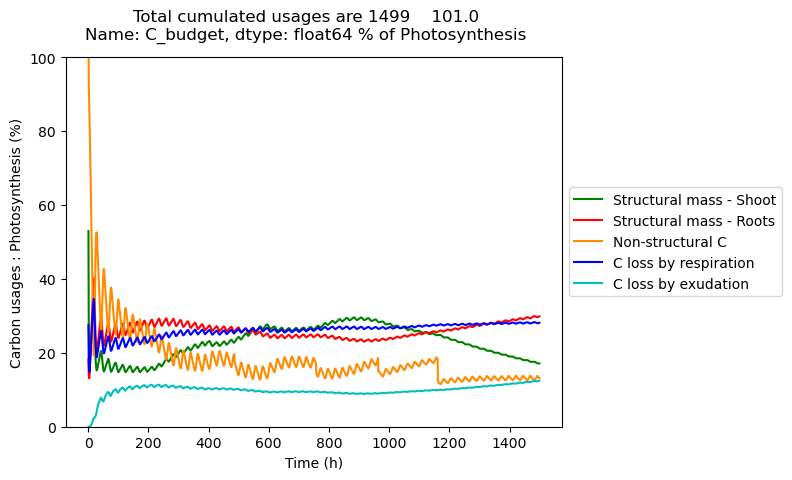 Total cumulated usages are 1499    101.0
Name: C_budget, dtype: float64 % of Photosynthesis
Carbon usages : Photosynthesis (%)
100
80
60
40
20
0
0 200 400 600 800 1000 1200 1400
Time (h)
Structural mass - Shoot
Structural mass - Roots
Non-structural C
C loss by respiration
C loss by exudation